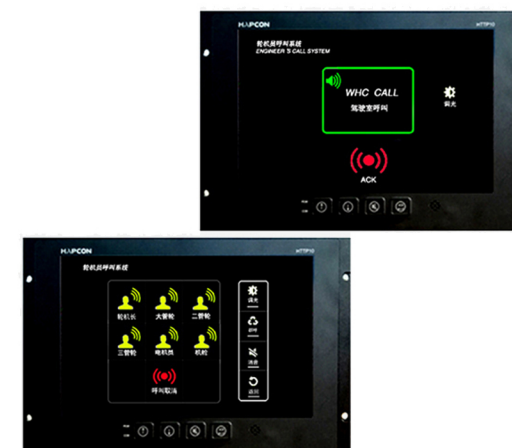 HAPCON
HTTP10
轮机员呼叫系统
ENGINEER'S CALL SYSTEM
WHC CALL
驾驶室呼叫
调光
ACK
HAPCON
HTTP10
轮机员呼叫系统
轮机长 大管轮 二管轮
三管轮 电机员 机舱
呼叫取消
调光
消音
返回